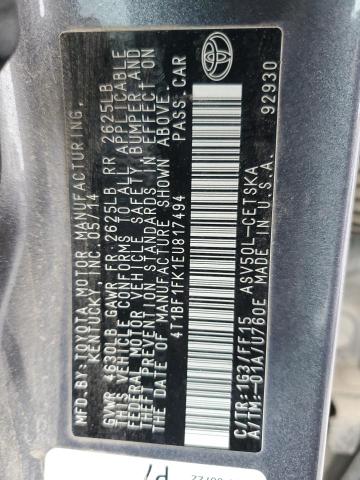 MFD. BY: TOYOTA MOTOR MANUFACTURING,
KENTUCKY, INC. 05/14
GVWR 4630LB GAWR FR: 2625LB RR 2625LB
THIS VEHICLE CONFORMS TO ALL APPLICABLE
FEDERAL MOTOR VEHICLE SAFETY, BUMPER AND
THEFT PREVENTION STANDARDS IN EFFECT ON
THE DATE OF MANUFACTURE SHOWN ABOVE.
4T1BF1FK1EU817494 PASS. CAR
C/TR: 1G3/FF15 ASV50L-CETSKA
A/TM: -01A/U760E MADE IN U.S.A. 92930
P7